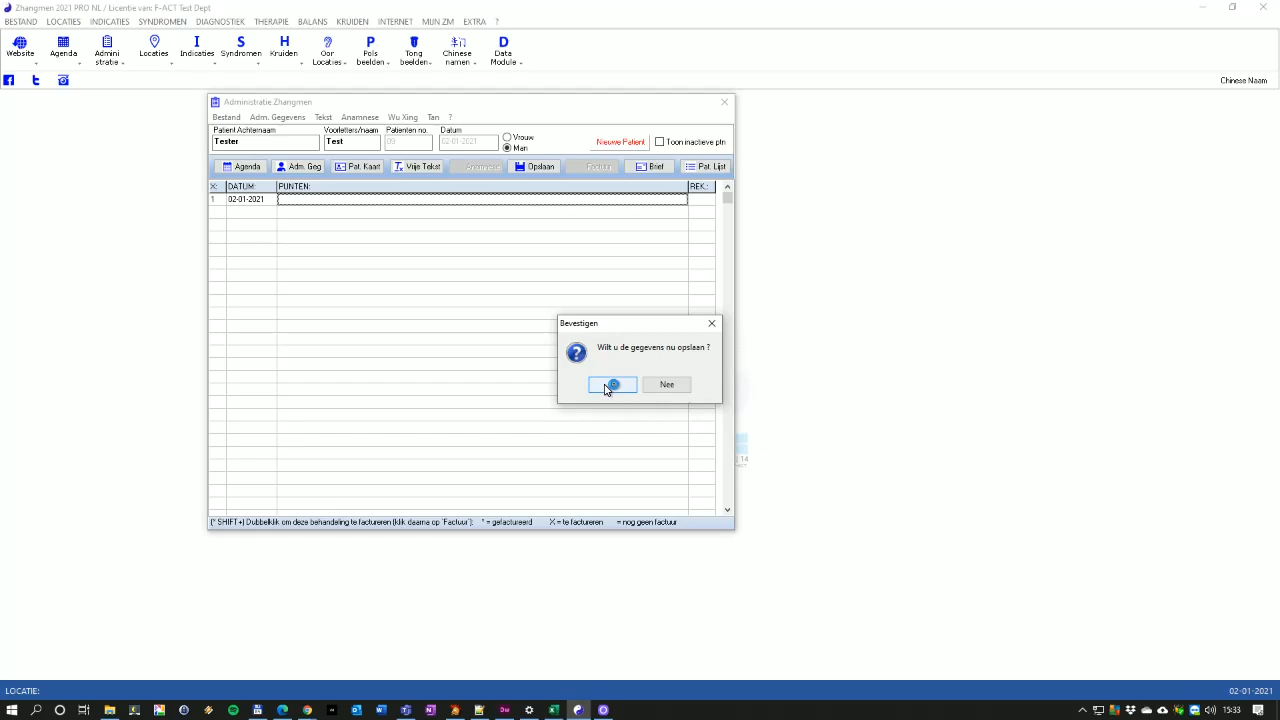 Zhangmen 2021 PRO NL / Licentie van: F-ACT Test Dept
BESTAND LOCATIES INDICATIES SYNDROMEN DIAGNOSTIEK THERAPIE BALANS KRUIDEN INTERNET MIJN ZM EXTRA ?
Website Agenda Admini stratie Locaties Indicaties Syndromen Kruiden Oor Locaties Pols beelden Tong beelden Chinese namen Data Module
Chinese Naam
Administratie Zhangmen
Bestand Adm. Gegevens Tekst Anamnese Wu Xing Tan ?
Patient Achternaam Voorletters/naam Patienten no. Datum Vrouw
Tester Test 09 02-01-2021 Man Nieuwe Patient Toon inactieve ptn
Agenda Adm. Geg Pat. Kaart Vrije Tekst Anamnese Opslaan Factuur Brief Pat. Lijst
X: DATUM: PUNTEN: REK.:
1 02-01-2021
Bevestigen
Wilt u de gegevens nu opslaan ?
Nee
(* SHIFT+) Dubbelklik om deze behandeling te factureren (klik daarna op 'Factuur'): * = gefactureerd X = te factureren = nog geen factuur
LOCATIE: 02-01-2021
15:33